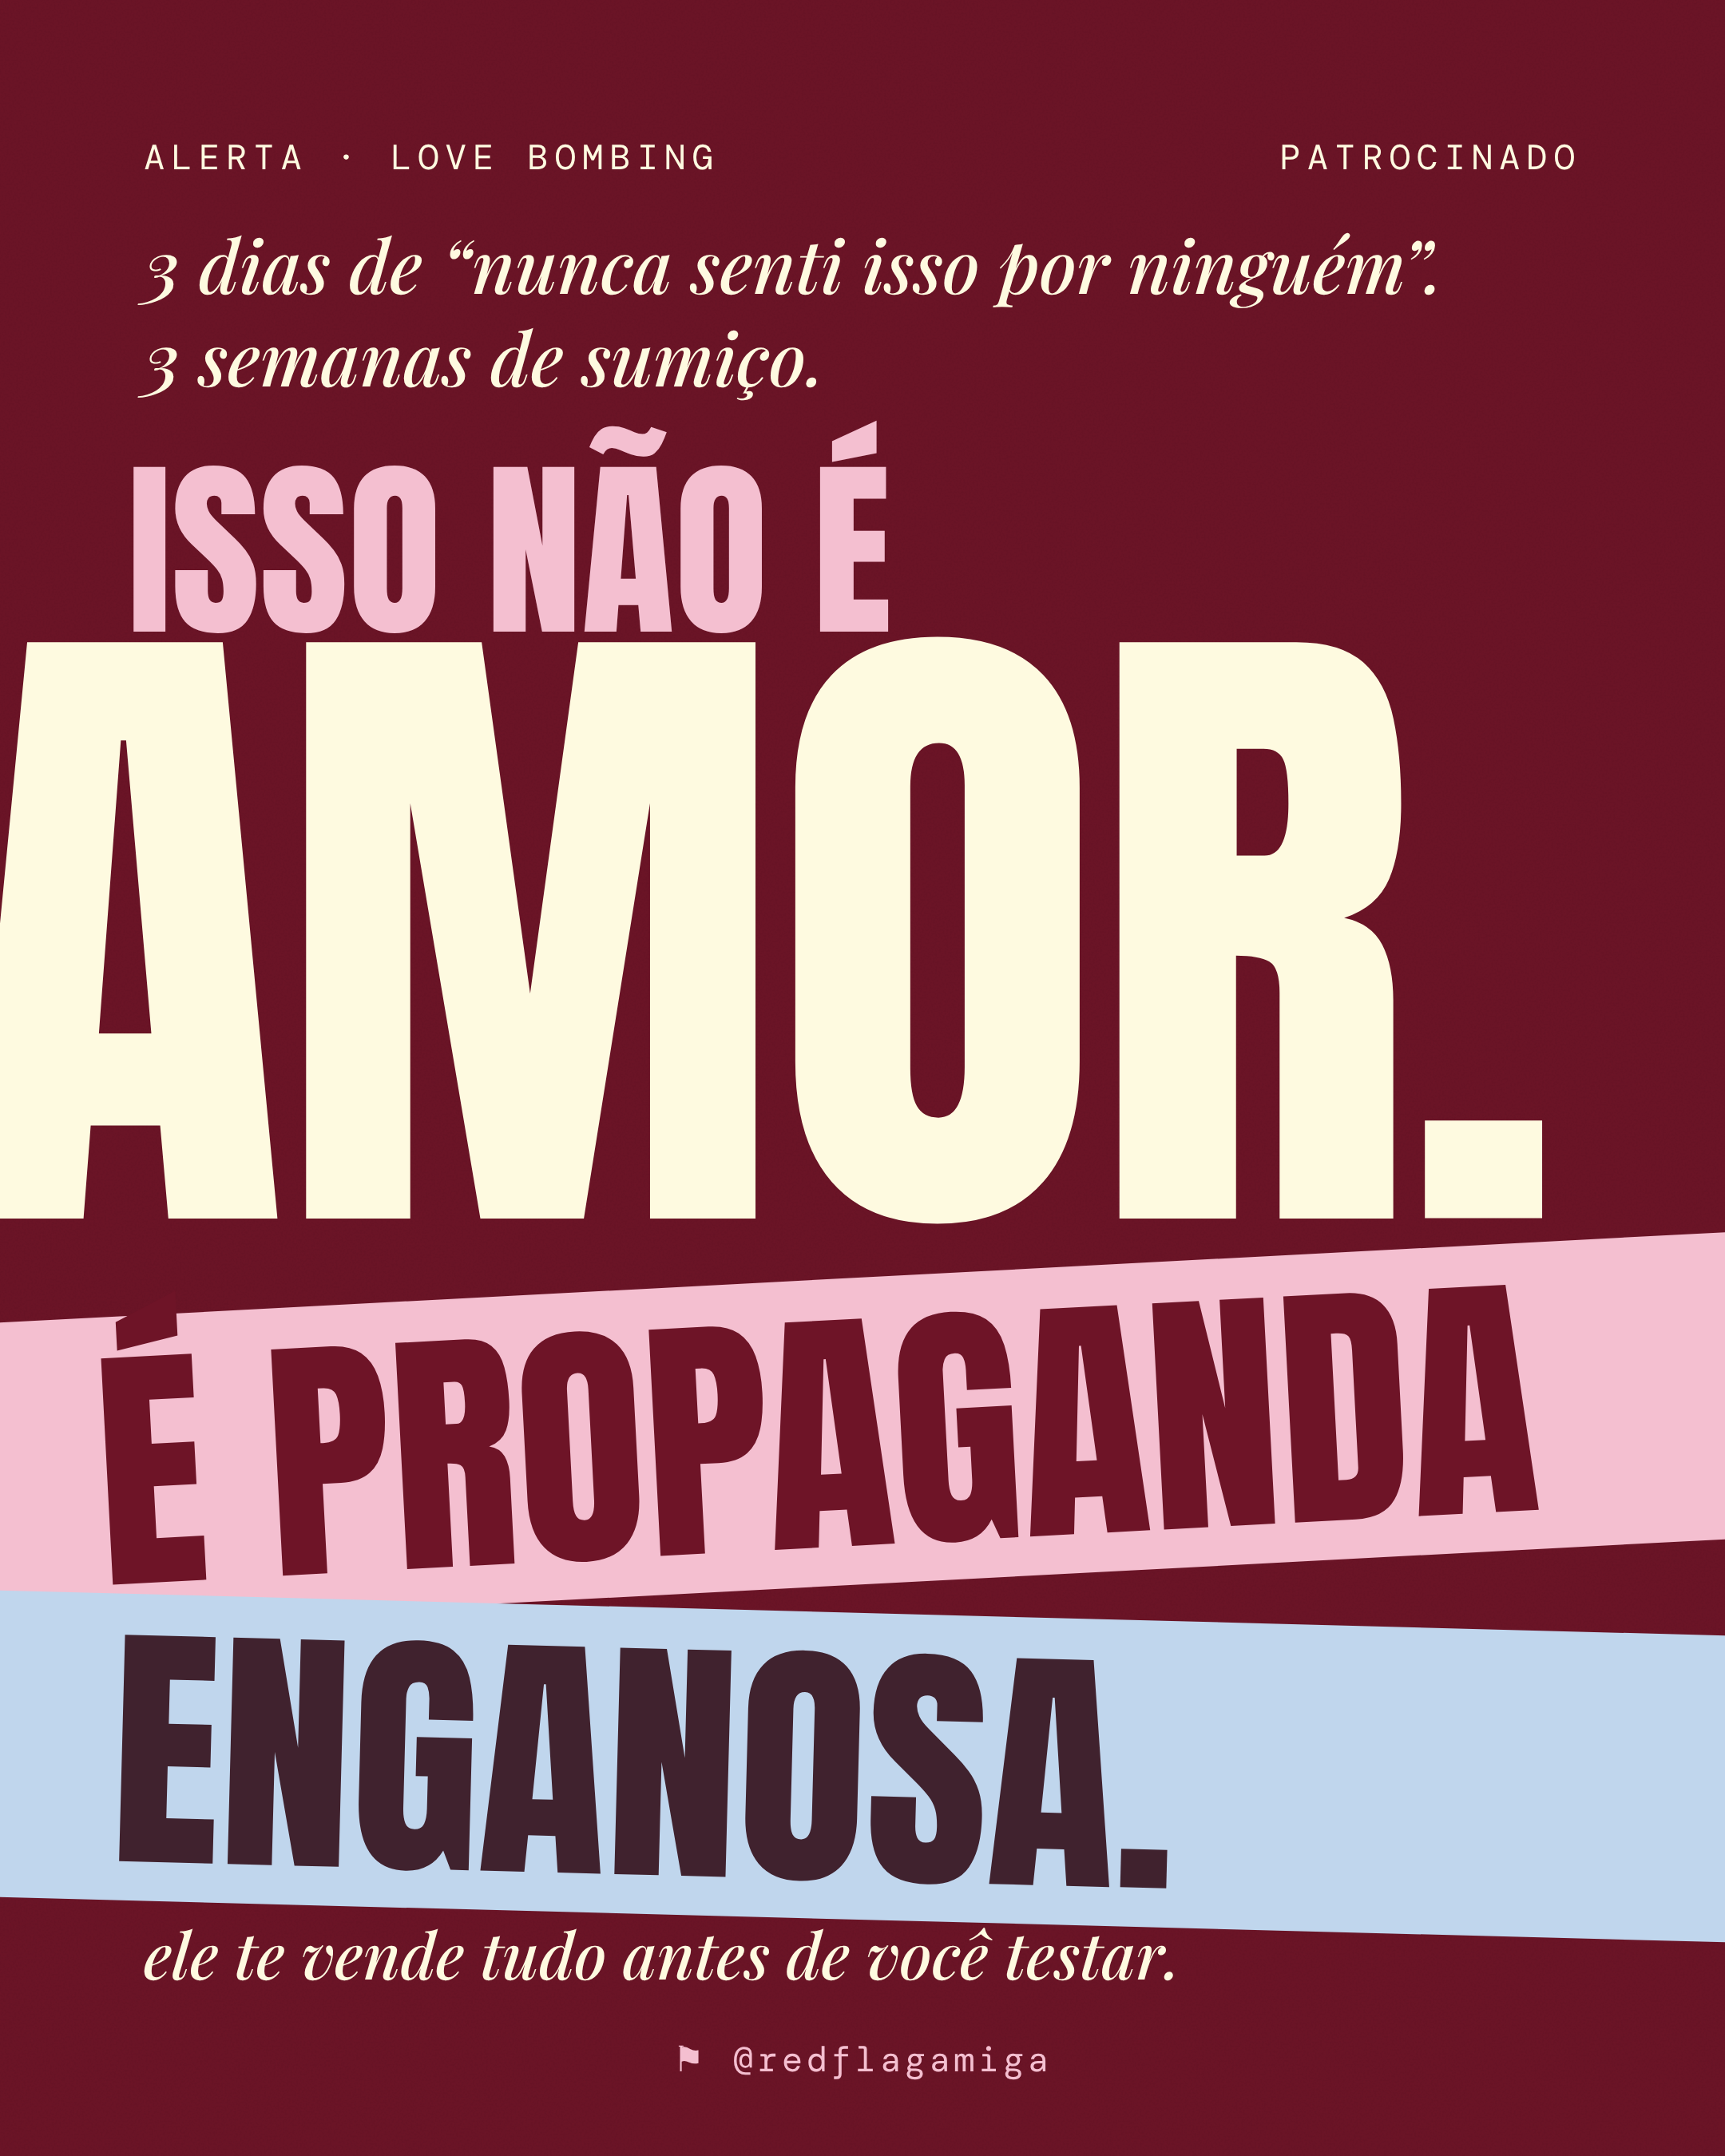 ALERTA · LOVE BOMBING PATROCINADO
3 dias de “nunca senti isso por ninguém”.
3 semanas de sumiço.
ISSO NÃO É
AMOR.
É PROPAGANDA
ENGANOSA.
ele te vende tudo antes de você testar.
⚑ @redflagamiga